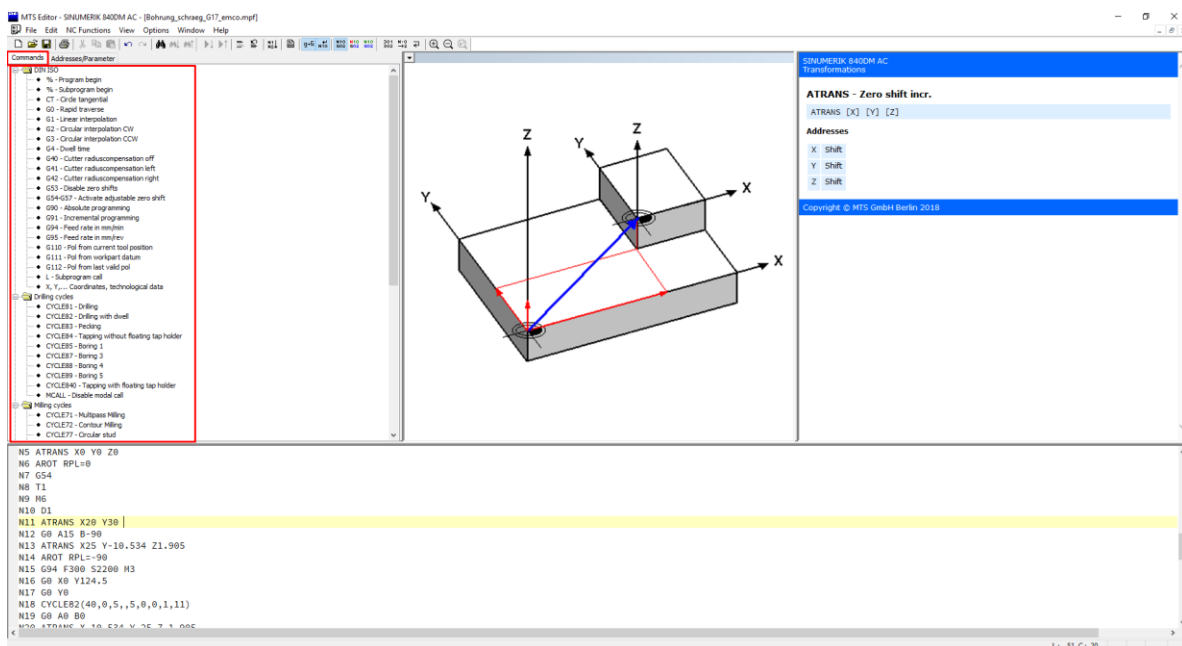 MTS Editor - SINUMERIK 840DM AC - [Bohrung_schraeg_G17_emco.mpf]
File Edit NC Functions View Options Window Help
Commands Addresses/Parameter
DIN ISO
% - Program begin
% - Subprogram begin
CT - Circle tangential
G0 - Rapid traverse
G1 - Linear interpolation
G2 - Circular interpolation CW
G3 - Circular interpolation CCW
G4 - Dwell time
G40 - Cutter radiuscompensation off
G41 - Cutter radiuscompensation left
G42 - Cutter radiuscompensation right
G53 - Disable zero shifts
G54-G57 - Activate adjustable zero shift
G90 - Absolute programming
G91 - Incremental programming
G94 - Feed rate in mm/min
G95 - Feed rate in mm/rev
G110 - Pol from current tool position
G111 - Pol from workpart datum
G112 - Pol from last valid pol
L - Subprogram call
X, Y,... Coordinates, technological data
Drilling cycles
CYCLE81 - Drilling
CYCLE82 - Drilling with dwell
CYCLE83 - Pecking
CYCLE84 - Tapping without floating tap holder
CYCLE85 - Boring 1
CYCLE87 - Boring 3
CYCLE88 - Boring 4
CYCLE89 - Boring 5
CYCLE840 - Tapping with floating tap holder
MCALL - Disable modal call
Milling cycles
CYCLE71 - Multipass Milling
CYCLE72 - Contour Milling
CYCLE77 - Circular stud
Z
Z
Y
X
Y
X
SINUMERIK 840DM AC
Transformations
ATRANS - Zero shift incr.
ATRANS [X] [Y] [Z]
Addresses
X Shift
Y Shift
Z Shift
Copyright © MTS GmbH Berlin 2018
N5 ATRANS X0 Y0 Z0
N6 AROT RPL=0
N7 G54
N8 T1
N9 M6
N10 D1
N11 ATRANS X20 Y30
N12 G0 A15 B-90
N13 ATRANS X25 Y-10.534 Z1.905
N14 AROT RPL=-90
N15 G94 F300 S2200 M3
N16 G0 X0 Y124.5
N17 G0 Y0
N18 CYCLE82(40,0,5,,5,0,0,1,11)
N19 G0 A0 B0